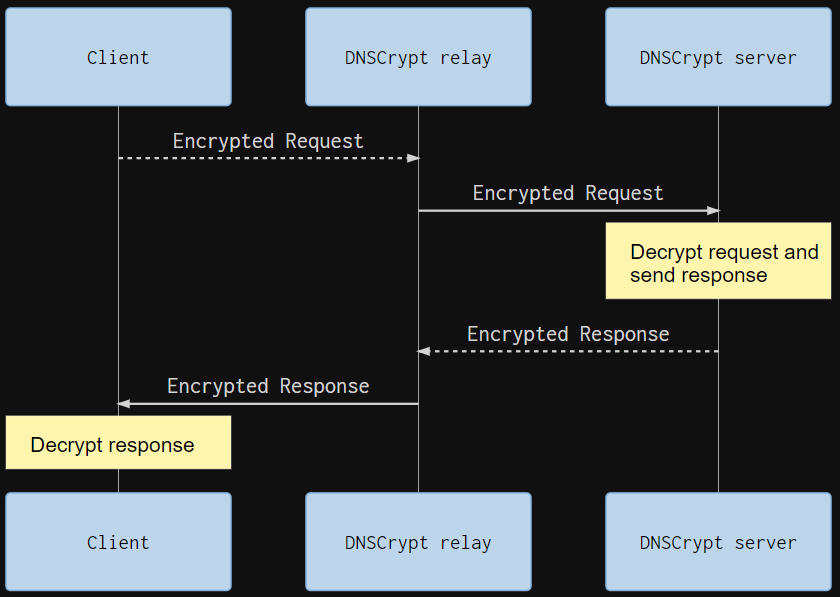 Client
DNSCrypt relay
DNSCrypt server
Encrypted Request
Encrypted Request
Decrypt request and
send response
Encrypted Response
Encrypted Response
Decrypt response
Client
DNSCrypt relay
DNSCrypt server